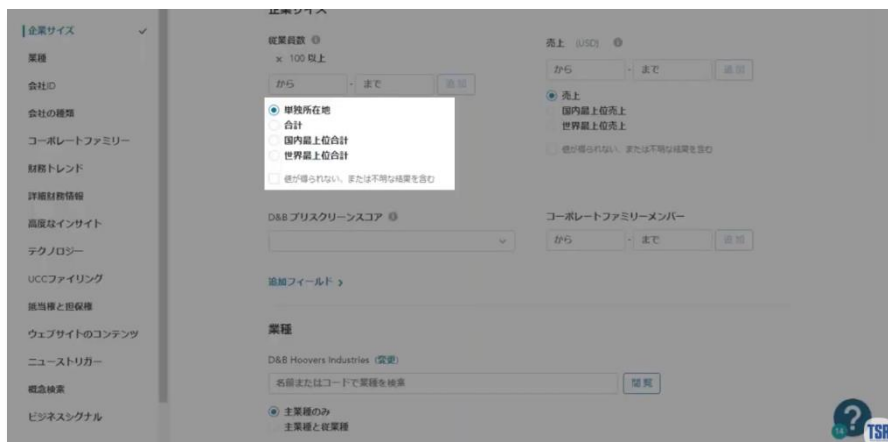 企業サイズ
企業サイズ
業種
会社ID
会社の種類
コーポレートファミリー
財務トレンド
詳細財務情報
高度なインサイト
テクノロジー
UCCファイリング
抵当権と担保権
ウェブサイトのコンテンツ
ニューストリガー
概念検索
ビジネスシグナル
従業員数
× 100 以上
から - まで 追加
単独所在地
合計
国内最上位合計
世界最上位合計
値が得られない、または不明な結果を含む
売上 (USD)
から - まで 追加
売上
国内最上位売上
世界最上位売上
値が得られない、または不明な結果を含む
D&B プリスクリーンスコア
コーポレートファミリーメンバー
から - まで 追加
追加フィールド >
業種
D&B Hoovers Industries (変更)
名前またはコードで業種を検索 閲覧
主業種のみ
主業種と従業種
?
14
TSR